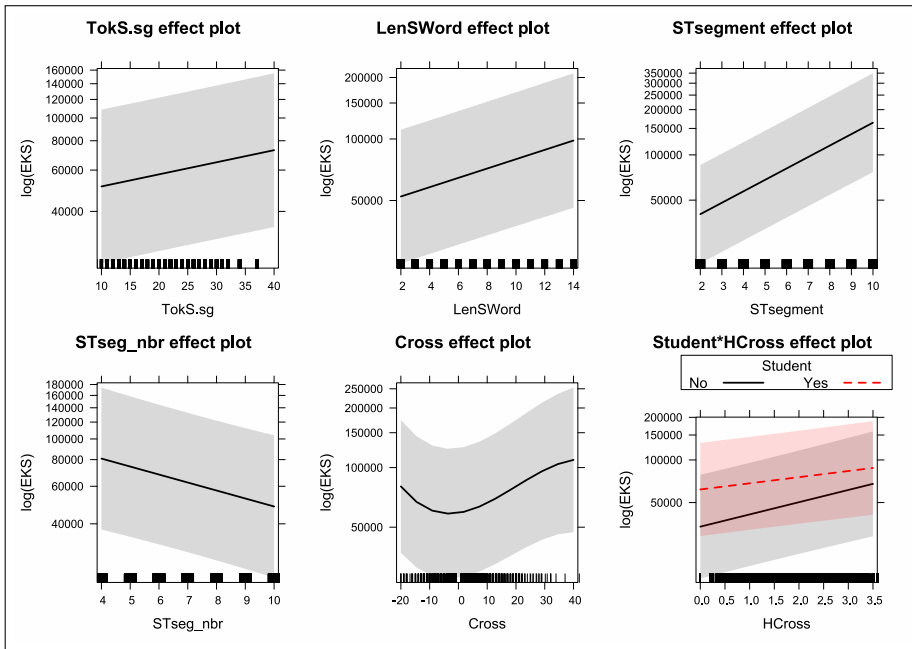 TokS.sg effect plot
160000
140000
120000
100000
80000
60000
40000
log(EKS)
10 15 20 25 30 35 40
TokS.sg
LenSWord effect plot
200000
150000
100000
50000
log(EKS)
2 4 6 8 10 12 14
LenSWord
STsegment effect plot
350000
300000
250000
200000
150000
100000
50000
log(EKS)
2 3 4 5 6 7 8 9 10
STsegment
STseg_nbr effect plot
180000
160000
140000
120000
100000
80000
60000
40000
log(EKS)
4 5 6 7 8 9 10
STseg_nbr
Cross effect plot
250000
200000
150000
100000
50000
log(EKS)
-20 -10 0 10 20 30 40
Cross
Student*HCross effect plot
Student
No Yes
200000
150000
100000
50000
log(EKS)
0.0 0.5 1.0 1.5 2.0 2.5 3.0 3.5
HCross